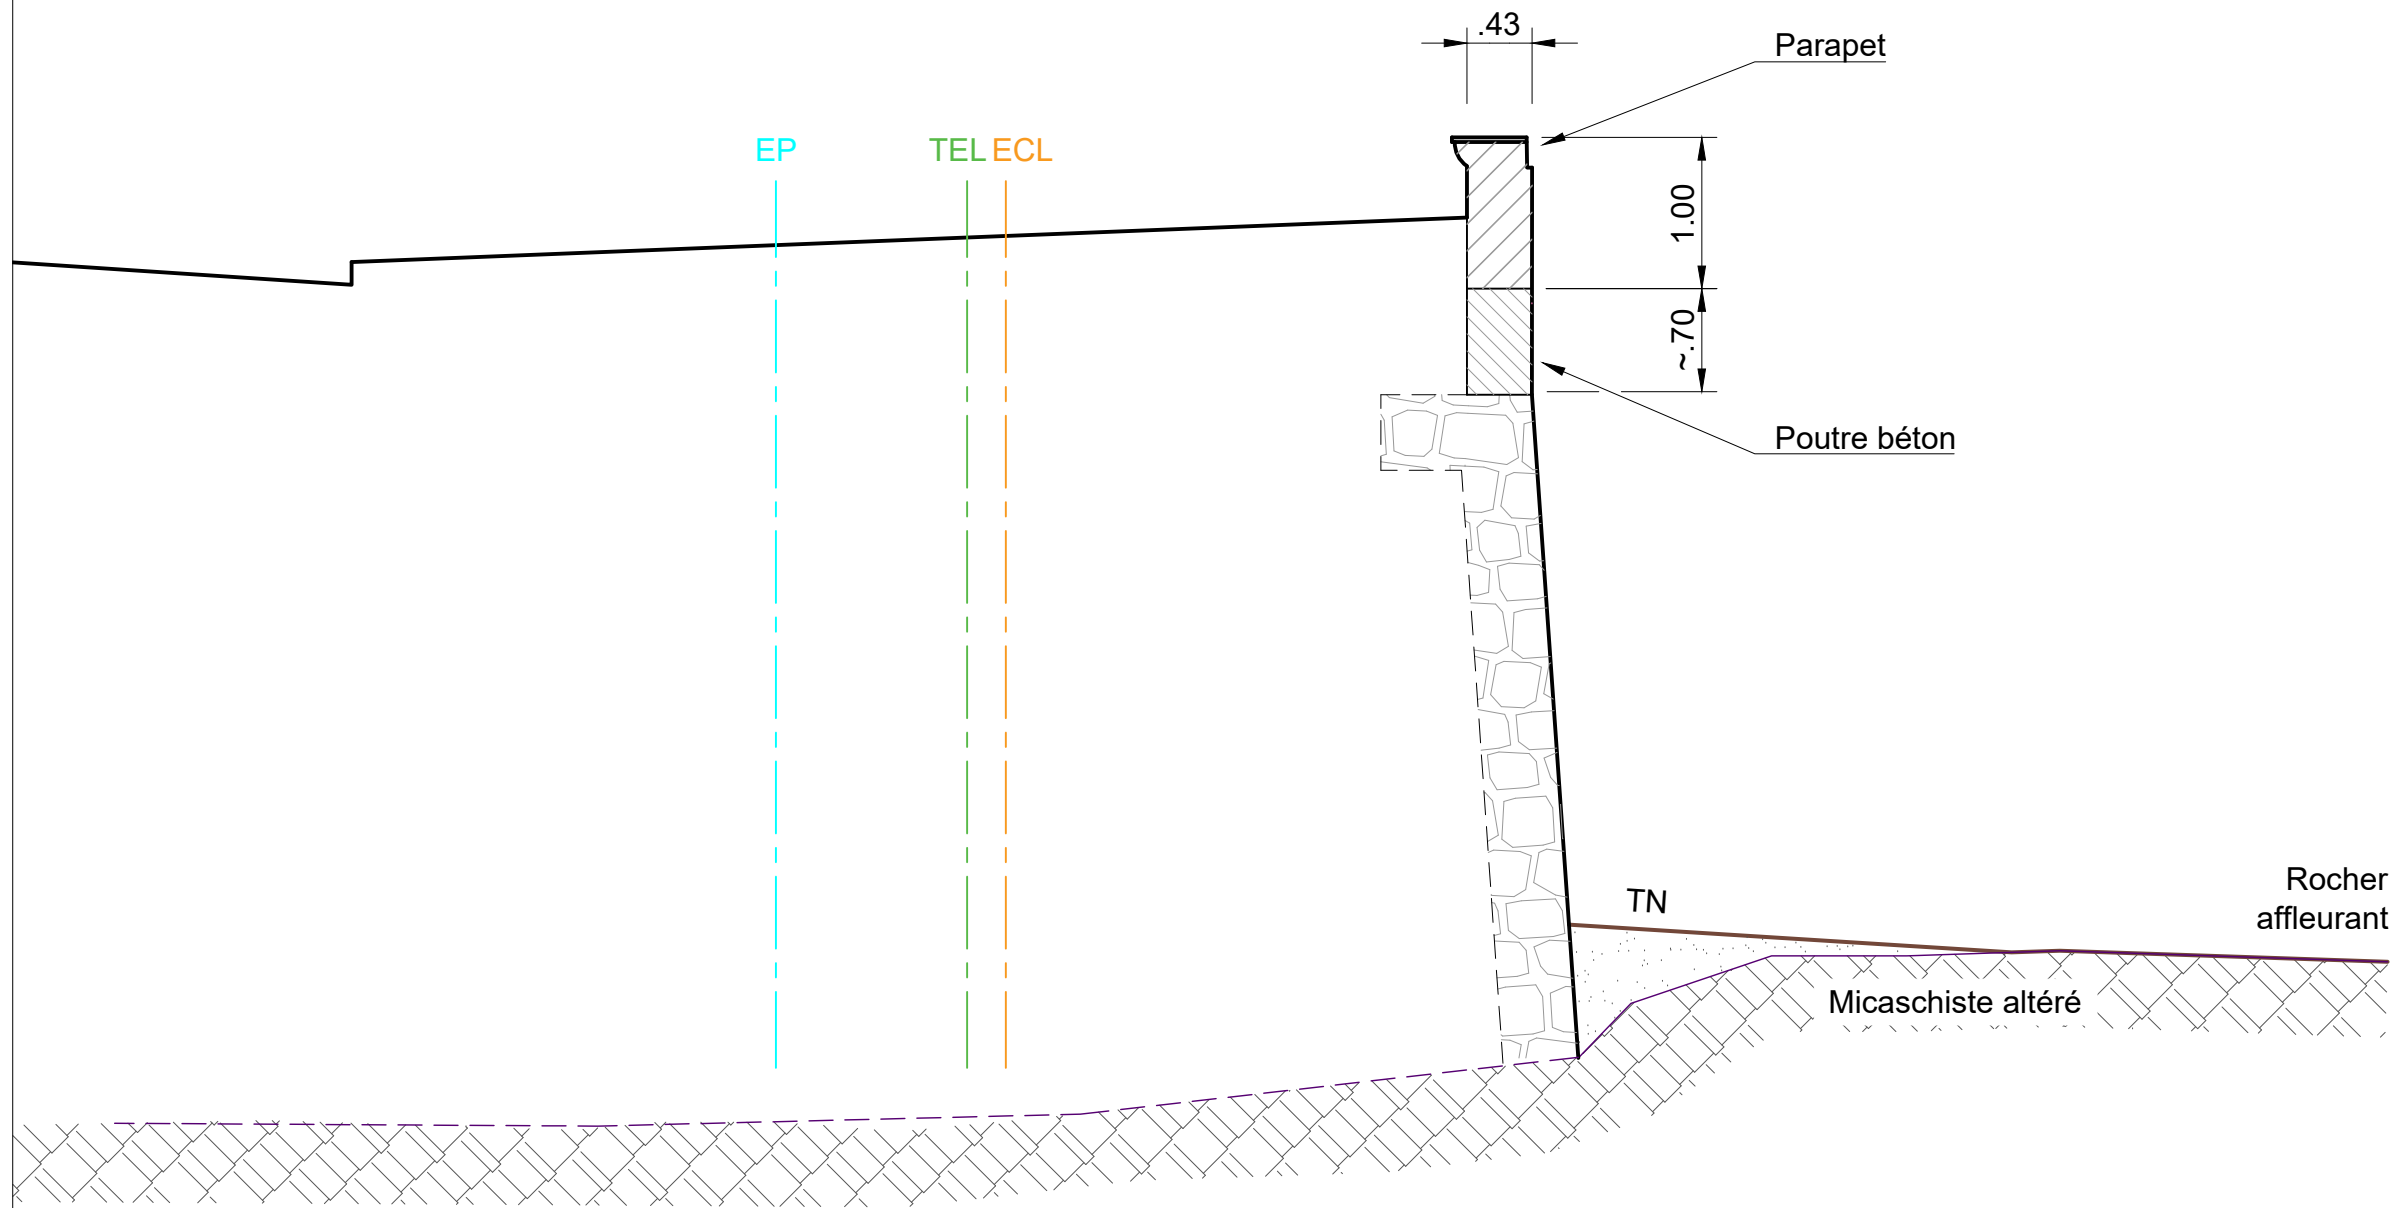 .43
Parapet
EP
TEL
ECL
1.00
~.70
Poutre béton
TN
Rocher
affleurant
Micaschiste altéré